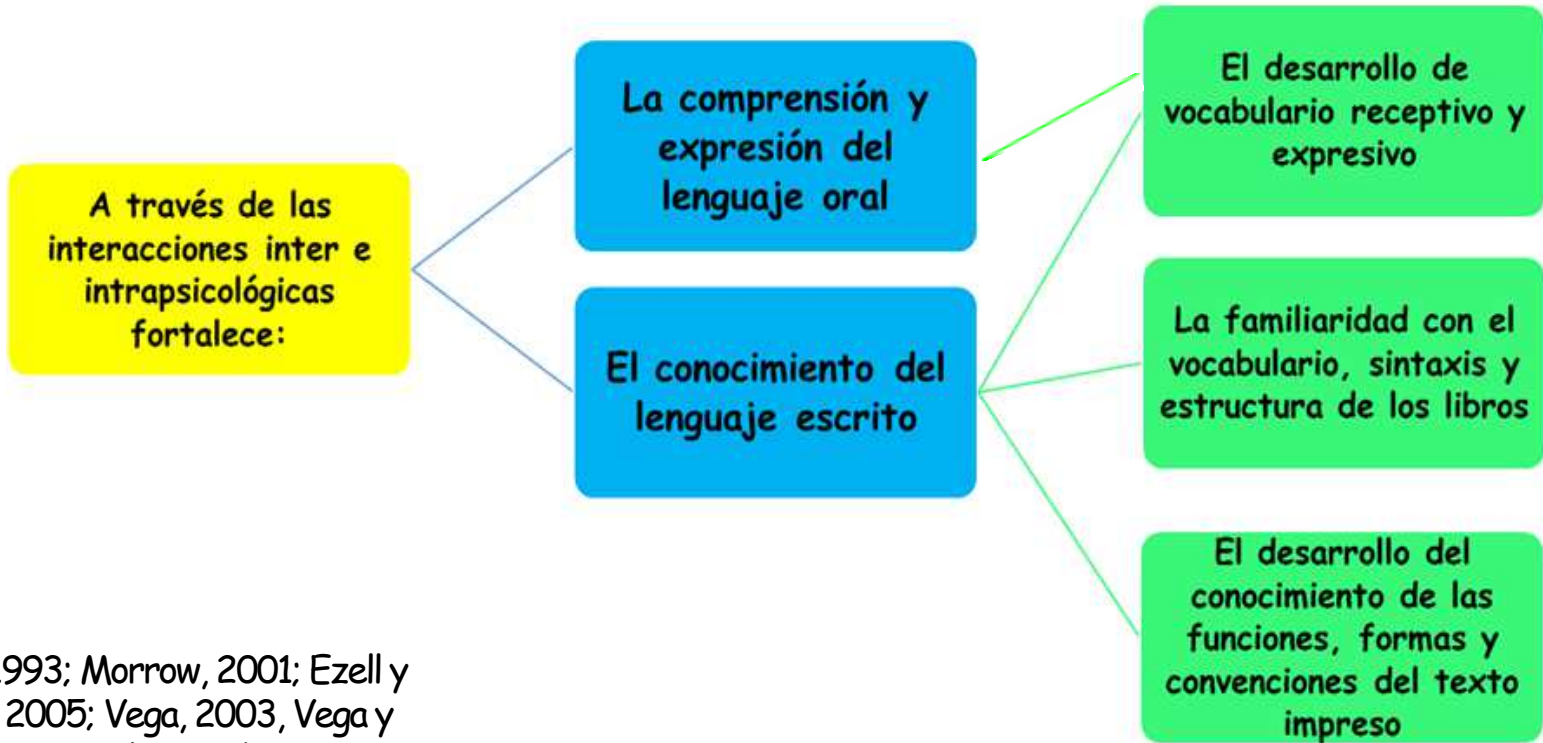 A través de las
interacciones inter e
intrapsicológicas
fortalece:
La comprensión y
expresión del
lenguaje oral
El conocimiento del
lenguaje escrito
El desarrollo de
vocabulario receptivo y
expresivo
La familiaridad con el
vocabulario, sintaxis y
estructura de los libros
El desarrollo del
conocimiento de las
funciones, formas y
convenciones del texto
impreso
1993; Morrow, 2001; Ezell y
2005; Vega, 2003, Vega y